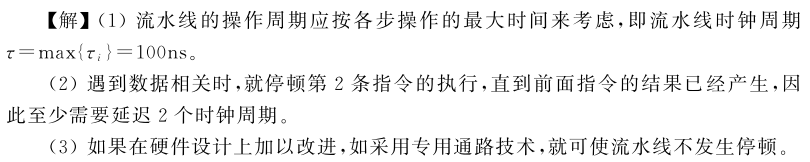 【解】(1) 流水线的操作周期应按各步操作的最大时间来考虑,即流水线时钟周期
τ=max{τᵢ}=100ns。
(2) 遇到数据相关时,就停顿第 2 条指令的执行,直到前面指令的结果已经产生,因
此至少需要延迟 2 个时钟周期。
(3) 如果在硬件设计上加以改进,如采用专用通路技术,就可使流水线不发生停顿。